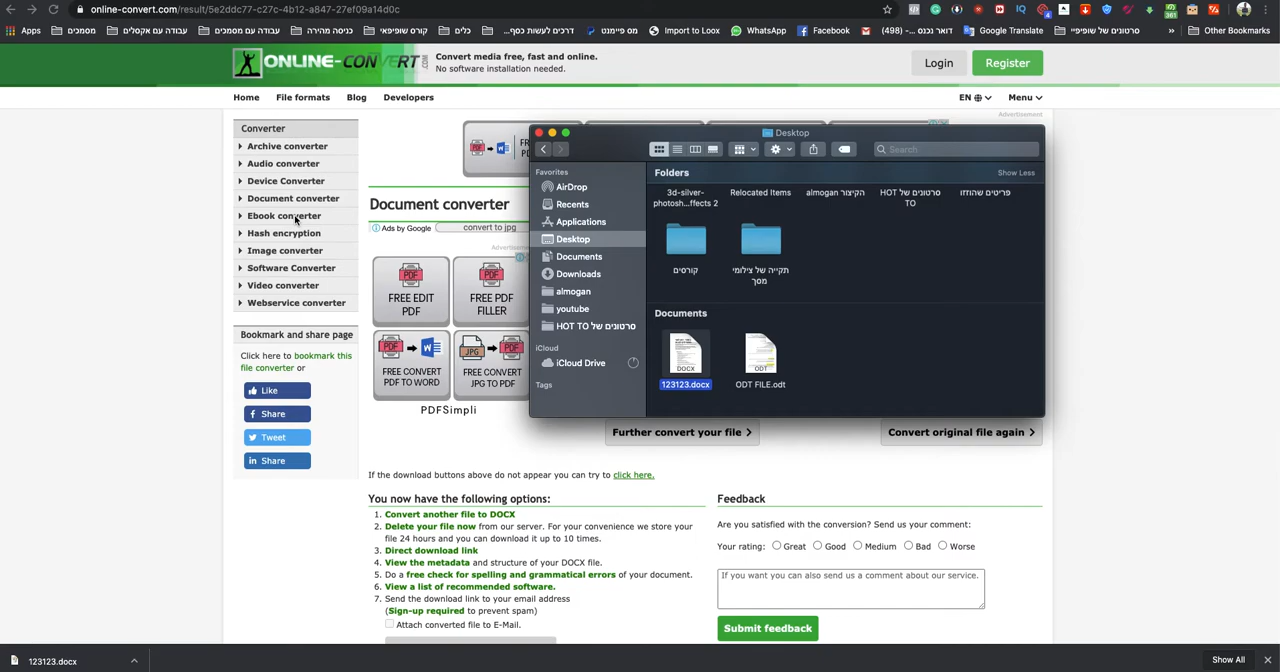 online-convert.com/result/5e2ddc77-c27c-4b12-a847-27ef09a14d0c
Apps
מסמכים
עבודה עם אקסלים
עבודה עם מסמכים
כניסה מהירה
קורס שופיפאי
כלים
דרכים לעשות כסף...
מס פיימנט
Import to Loox
WhatsApp
Facebook
דואר נכנס - (498)
Google Translate
סרטונים של שופיפיי
»
Other Bookmarks
ONLINE-CONVERT
.COM
Convert media free, fast and online.
No software installation needed.
Login
Register
Home
File formats
Blog
Developers
EN
Menu
Advertisement
Converter
Archive converter
Audio converter
Device Converter
Document converter
Ebook converter
Hash encryption
Image converter
Software Converter
Video converter
Webservice converter
Bookmark and share page
Click here to bookmark this
file converter or
Like
Share
Tweet
Share
Document converter
Ads by Google
convert to jpg
PDF
FREE EDIT
PDF
PDF
FREE PDF
FILLER
PDF
FREE CONVERT
PDF TO WORD
JPG
PDF
FREE CONVERT
JPG TO PDF
PDFSimpli
Desktop
Search
Favorites
AirDrop
Recents
Applications
Desktop
Documents
Downloads
almogan
youtube
סרטונים של HOT TO
iCloud
iCloud Drive
Tags
Folders
Show Less
3d-silver-
photosh...ffects 2
Relocated Items
almogan הקיצור
סרטונים של HOT
TO
פריטים שהוזזו
קורסים
תקייה של צילומי
מסך
Documents
DOCX
123123.docx
ODT
ODT FILE.odt
Further convert your file
Convert original file again
If the download buttons above do not appear you can try to click here.
You now have the following options:
1. Convert another file to DOCX
2. Delete your file now from our server. For your convenience we store your
file 24 hours and you can download it up to 10 times.
3. Direct download link
4. View the metadata and structure of your DOCX file.
5. Do a free check for spelling and grammatical errors of your document.
6. View a list of recommended software.
7. Send the download link to your email address
(Sign-up required to prevent spam)
Attach converted file to E-Mail.
Feedback
Are you satisfied with the conversion? Send us your comment:
Your rating: Great Good Medium Bad Worse
If you want you can also send us a comment about our service.
Submit feedback
123123.docx
Show All